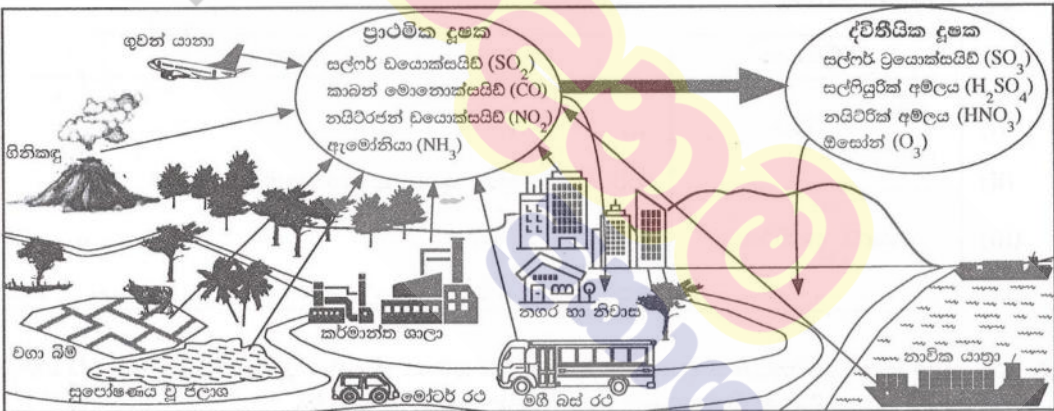 ගුවන් යානා
ප්‍රාථමික දූෂක
සල්ෆර් ඩයොක්සයිඩ් (SO₂)
කාබන් මොනොක්සයිඩ් (CO)
නයිට්රජන් ඩයොක්සයිඩ් (NO₂)
ඇමෝනියා (NH₃)
ද්විතීයික දූෂක
සල්ෆර් ට්‍රයොක්සයිඩ් (SO₃)
සල්ෆියුරික් අම්ලය (H₂SO₄)
නයිට්රික් අම්ලය (HNO₃)
ඕසෝන් (O₃)
ගිනිකඳු
කර්මාන්ත ශාලා
නගර හා නිවාස
වගා බිම්
සුපෝෂණය වූ ජලාශ
මෝටර් රථ
මගී බස් රථ
නාවික යාත්‍රා